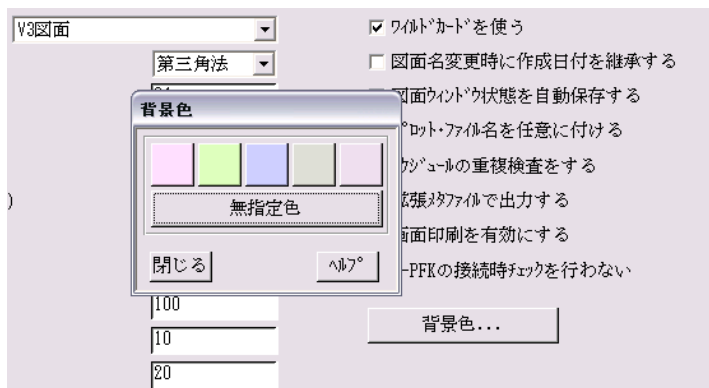 V3図面
第三角法
)
100
10
20
ワイルドカードを使う
図面名変更時に作成日付を継承する
図面ウィンドウ状態を自動保存する
プロット・ファイル名を任意に付ける
ジュールの重複検査をする
拡張メタファイルで出力する
画面印刷を有効にする
-PFKの接続時チェックを行わない
背景色...
背景色
無指定色
閉じる
ヘルプ